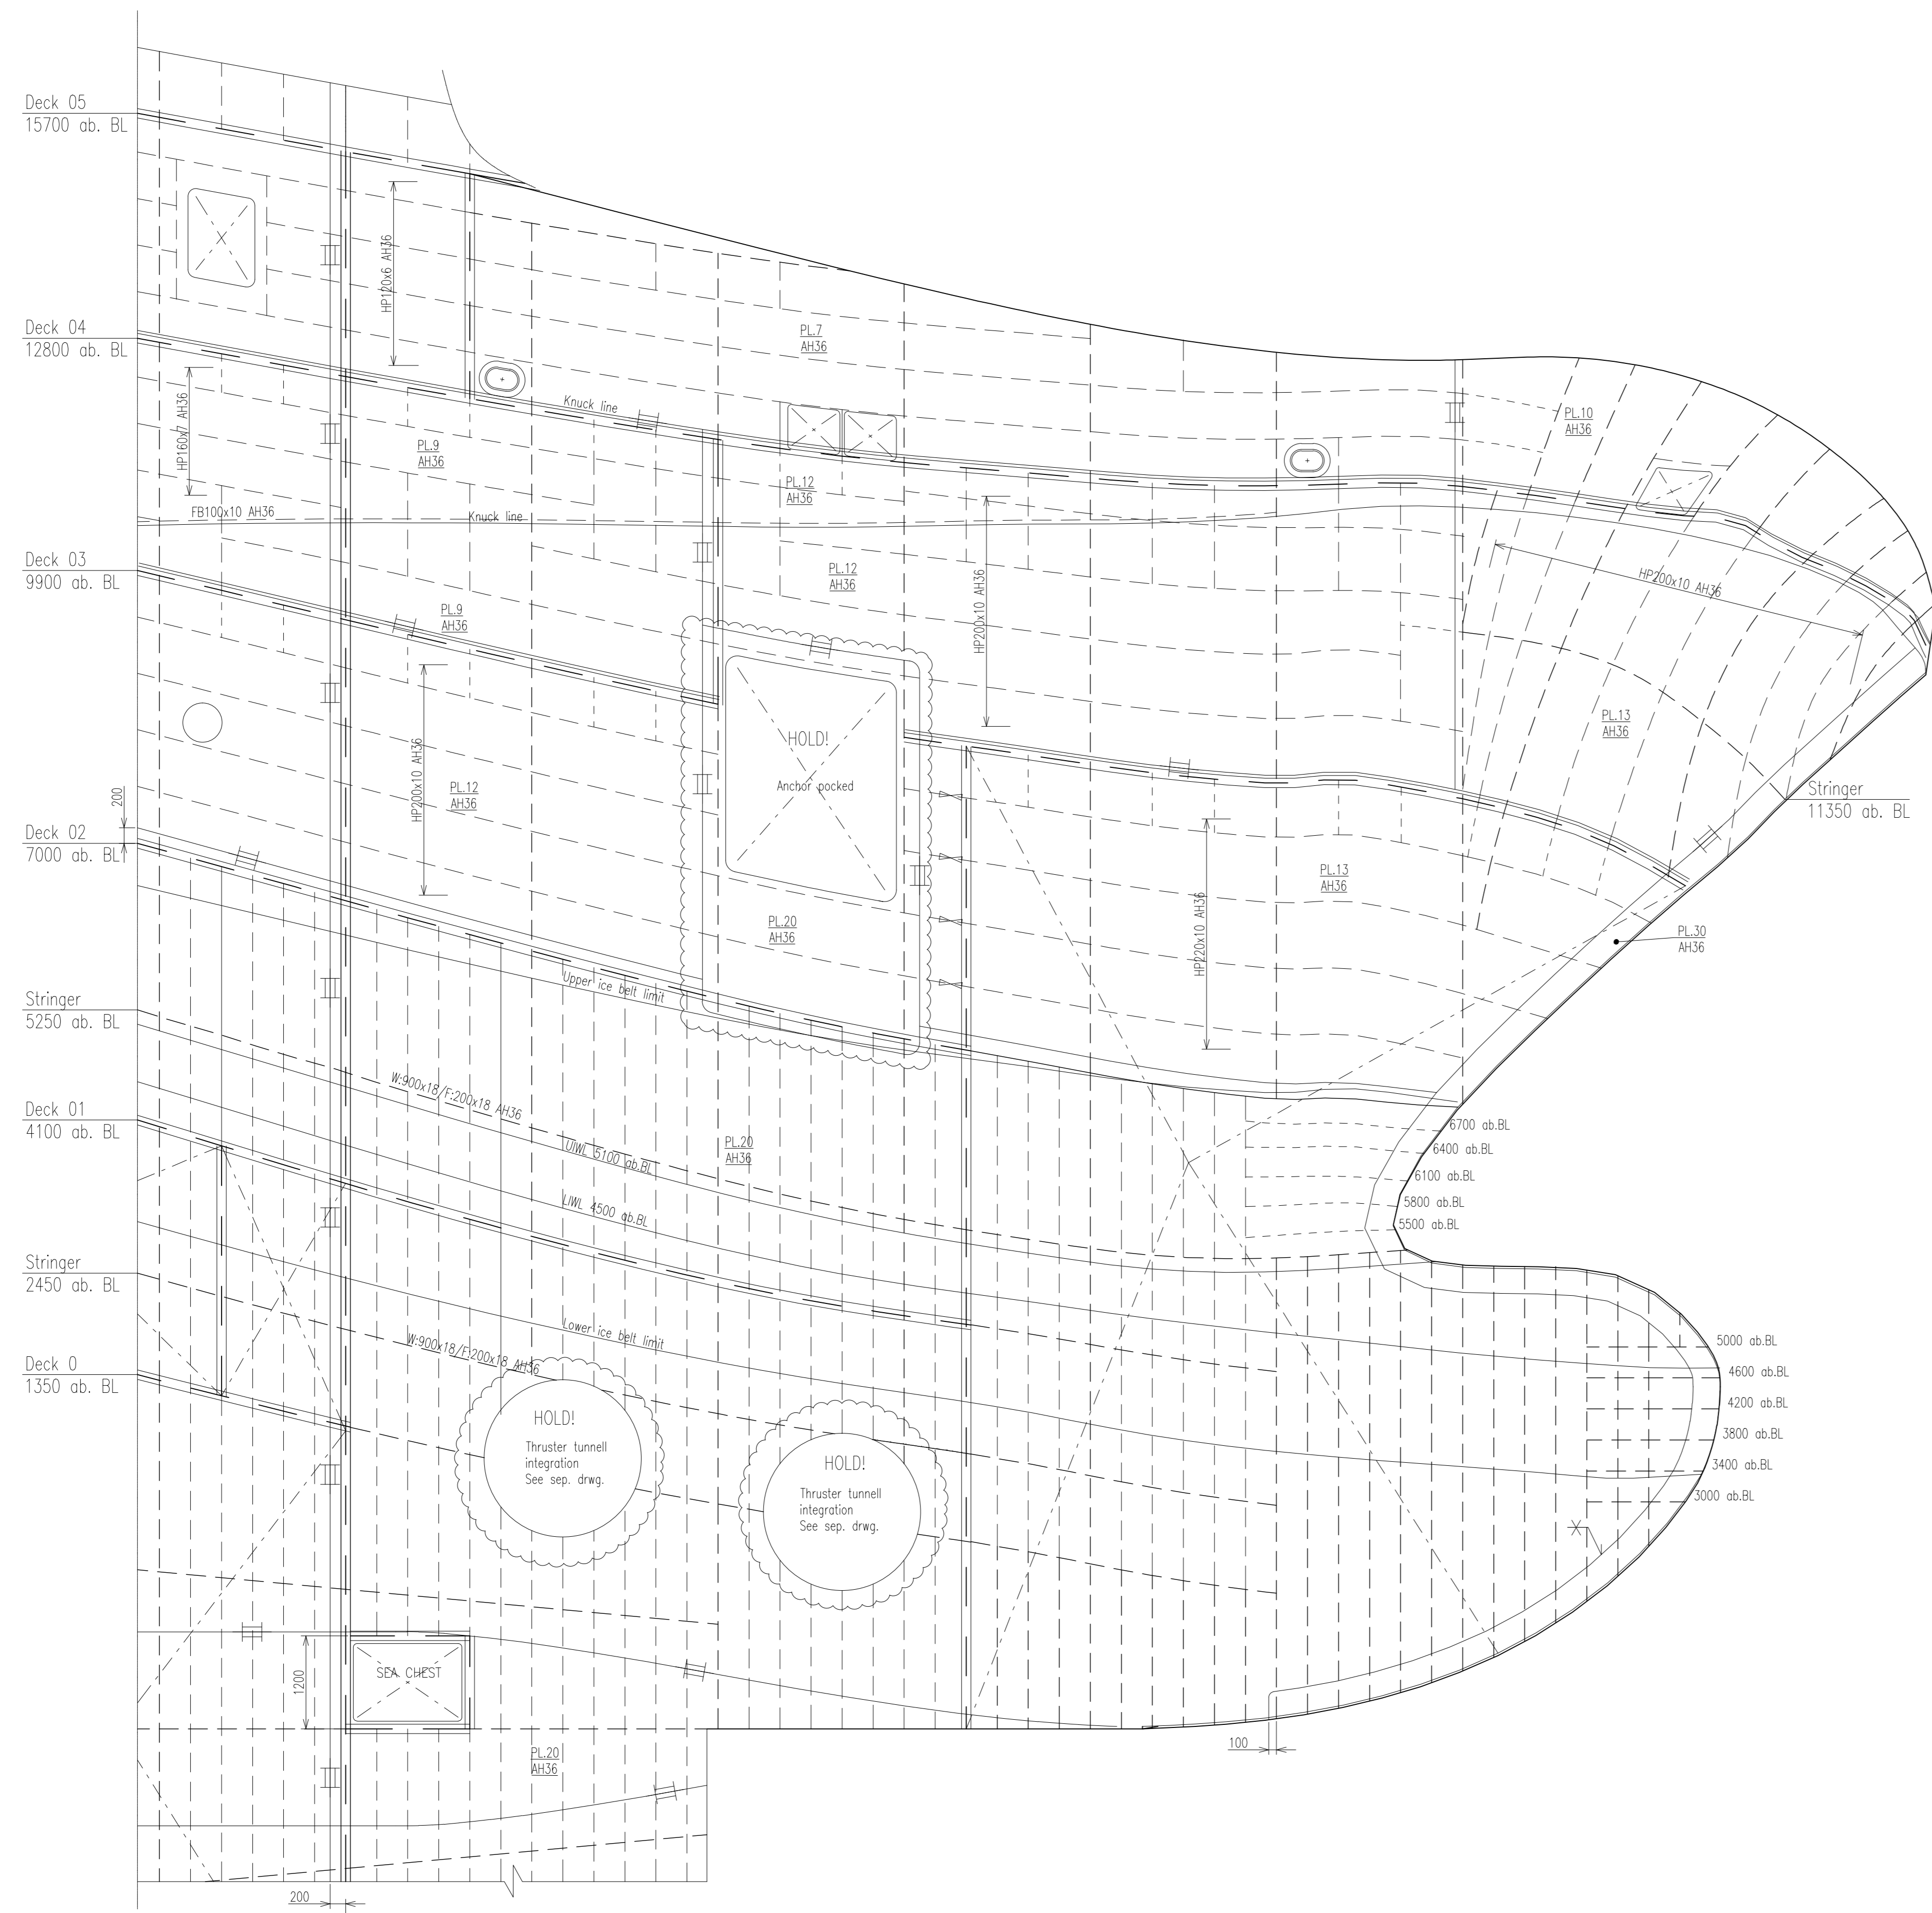 Deck 05
15700 ab. BL
HP120x6 AH36
Deck 04
12800 ab. BL
PL.7
AH36
Knuck line
PL.10
AH36
HP160x7 AH36
PL.9
AH36
PL.12
AH36
FB100x10 AH36
Knuck line
Deck 03
9900 ab. BL
PL.12
AH36
HP200x10 AH36
HP200x10 AH36
PL.9
AH36
PL.13
AH36
HOLD!
Anchor pocked
HP200x10 AH36
PL.12
AH36
Stringer
11350 ab. BL
200
Deck 02
7000 ab. BL
PL.13
AH36
HP220x10 AH36
PL.20
AH36
PL.30
AH36
Upper ice belt limit
Stringer
5250 ab. BL
W:900x18/F:200x18 AH36
Deck 01
4100 ab. BL
UIWL 5100 ab.BL
PL.20
AH36
6700 ab.BL
6400 ab.BL
6100 ab.BL
5800 ab.BL
5500 ab.BL
LIWL 4500 ab.BL
Stringer
2450 ab. BL
Lower ice belt limit
W:900x18/F:200x18 AH36
5000 ab.BL
4600 ab.BL
4200 ab.BL
3800 ab.BL
3400 ab.BL
3000 ab.BL
Deck 0
1350 ab. BL
HOLD!
Thruster tunnell
integration
See sep. drwg.
HOLD!
Thruster tunnell
integration
See sep. drwg.
SEA CHEST
1200
PL.20
AH36
100
200